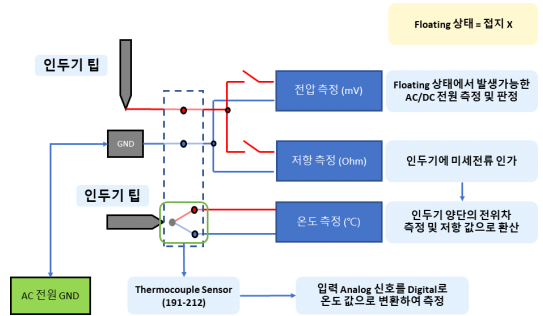 Floating 상태 = 접지 X
인두기 팁
전압 측정 (mV)
Floating 상태에서 발생가능한
AC/DC 전원 측정 및 판정
GND
저항 측정 (Ohm)
인두기에 미세전류 인가
인두기 팁
온도 측정 (℃)
인두기 양단의 전위차
측정 및 저항 값으로 환산
AC 전원 GND
Thermocouple Sensor
(191-212)
입력 Analog 신호를 Digital로
온도 값으로 변환하여 측정